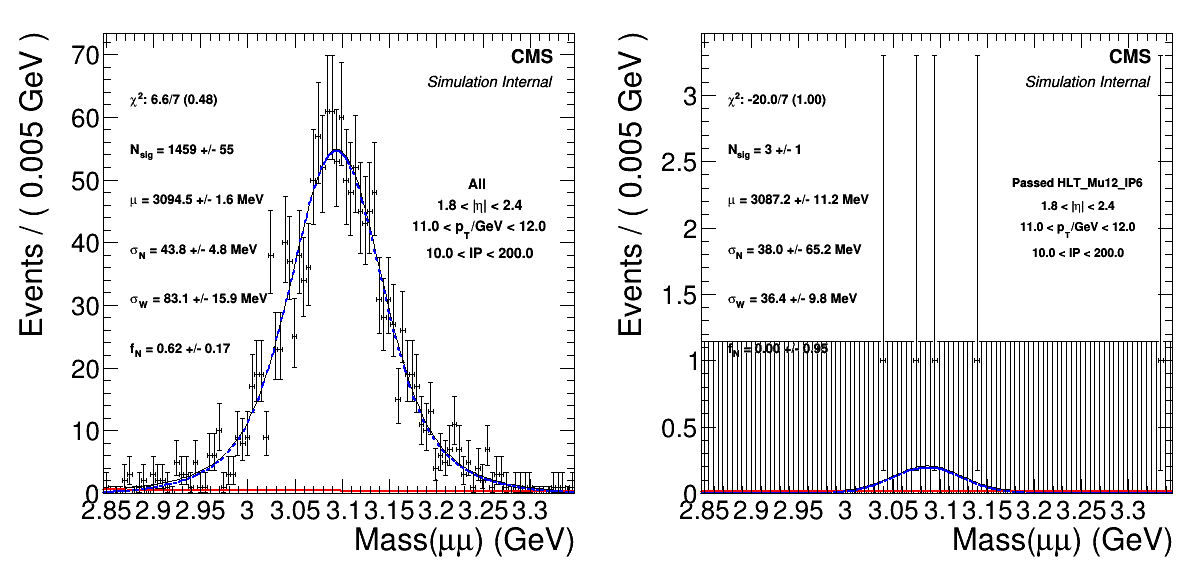 CMS
Simulation Internal
χ²: 6.6/7 (0.48)
N_sig = 1459 +/- 55
μ = 3094.5 +/- 1.6 MeV
σ_N = 43.8 +/- 4.8 MeV
σ_W = 83.1 +/- 15.9 MeV
f_N = 0.62 +/- 0.17
All
1.8 < |η| < 2.4
11.0 < p_T/GeV < 12.0
10.0 < IP < 200.0
Events / ( 0.005 GeV )
70
60
50
40
30
20
10
0
2.85 2.9 2.95 3 3.05 3.1 3.15 3.2 3.25 3.3
Mass(μμ) (GeV)
CMS
Simulation Internal
χ²: -20.0/7 (1.00)
N_sig = 3 +/- 1
μ = 3087.2 +/- 11.2 MeV
σ_N = 38.0 +/- 65.2 MeV
σ_W = 36.4 +/- 9.8 MeV
f_N = 0.00 +/- 0.95
Passed HLT_Mu12_IP6
1.8 < |η| < 2.4
11.0 < p_T/GeV < 12.0
10.0 < IP < 200.0
Events / ( 0.005 GeV )
3
2.5
2
1.5
1
0.5
0
2.85 2.9 2.95 3 3.05 3.1 3.15 3.2 3.25 3.3
Mass(μμ) (GeV)